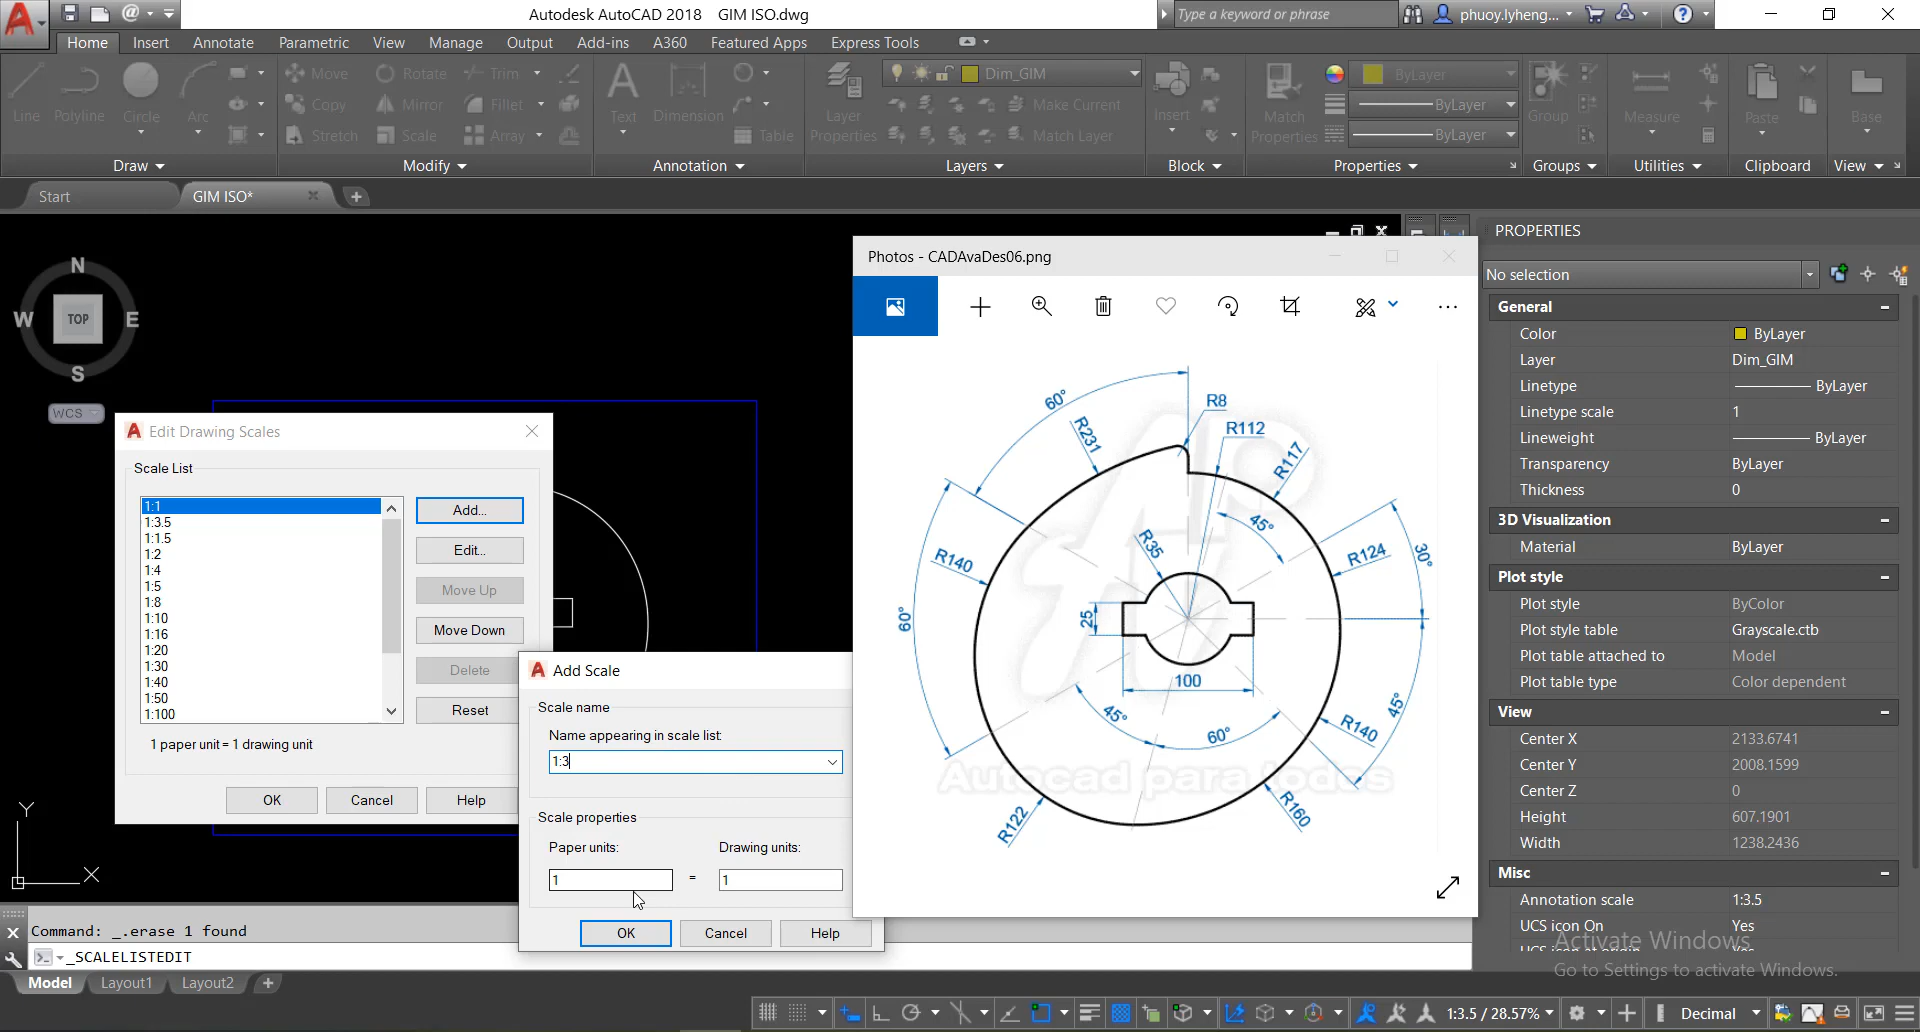 Autodesk AutoCAD 2018   GIM ISO.dwg
Type a keyword or phrase
phuoy.lyheng...
Home Insert Annotate Parametric View Manage Output Add-ins A360 Featured Apps Express Tools
Line Polyline Circle Arc
Draw
Move Rotate Trim
Copy Mirror Fillet
Stretch Scale Array
Modify
Text Dimension Table
Annotation
Layer Properties
Dim_GIM
Make Current
Match Layer
Layers
Insert
Block
Match Properties
ByLayer
ByLayer
ByLayer
Properties
Group
Groups
Measure
Utilities
Paste
Clipboard
Base
View
Start
GIM ISO*
N
W TOP E
S
WCS
Edit Drawing Scales
Scale List
1:1
1:3.5
1:1.5
1:2
1:4
1:5
1:8
1:10
1:16
1:20
1:30
1:40
1:50
1:100
Add...
Edit...
Move Up
Move Down
Delete
Reset
1 paper unit = 1 drawing unit
OK Cancel Help
Y
X
Add Scale
Scale name
Name appearing in scale list:
1:3
Scale properties
Paper units: Drawing units:
1 = 1
OK Cancel Help
Photos - CADAvaDes06.png
60°
R8
R231
R112
R117
45°
R35
R140
R124
30°
60°
25
100
45°
60°
R140
45°
R122
R160
Autocad para todos
PROPERTIES
No selection
General
Color ByLayer
Layer Dim_GIM
Linetype ByLayer
Linetype scale 1
Lineweight ByLayer
Transparency ByLayer
Thickness 0
3D Visualization
Material ByLayer
Plot style
Plot style ByColor
Plot style table Grayscale.ctb
Plot table attached to Model
Plot table type Color dependent
View
Center X 2133.6741
Center Y 2008.1599
Center Z 0
Height 607.1901
Width 1238.2436
Misc
Annotation scale 1:3.5
UCS icon On Yes
Activate Windows
Go to Settings to activate Windows.
Command: _.erase 1 found
_SCALELISTEDIT
Model Layout1 Layout2
1:3.5 / 28.57%
Decimal